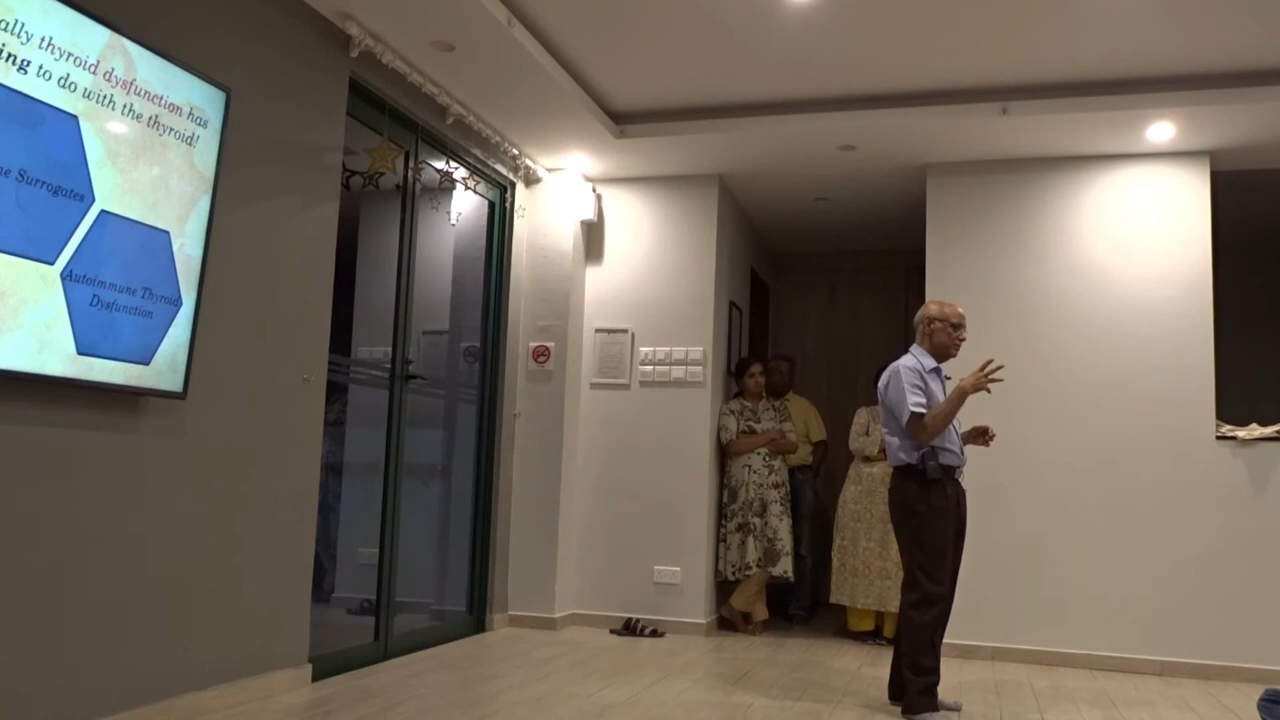 ally thyroid dysfunction has
ing to do with the thyroid!
ne Surrogates
Autoimmune Thyroid
Dysfunction